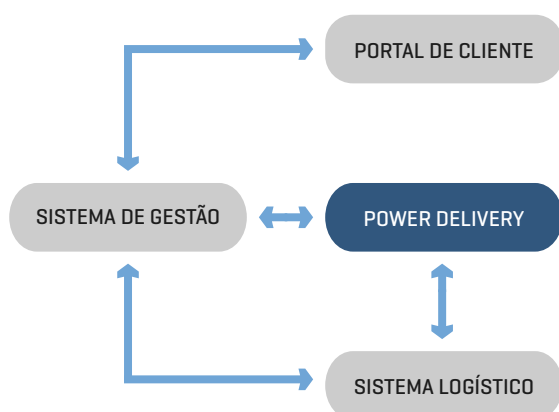 PORTAL DE CLIENTE
SISTEMA DE GESTÃO
POWER DELIVERY
SISTEMA LOGÍSTICO